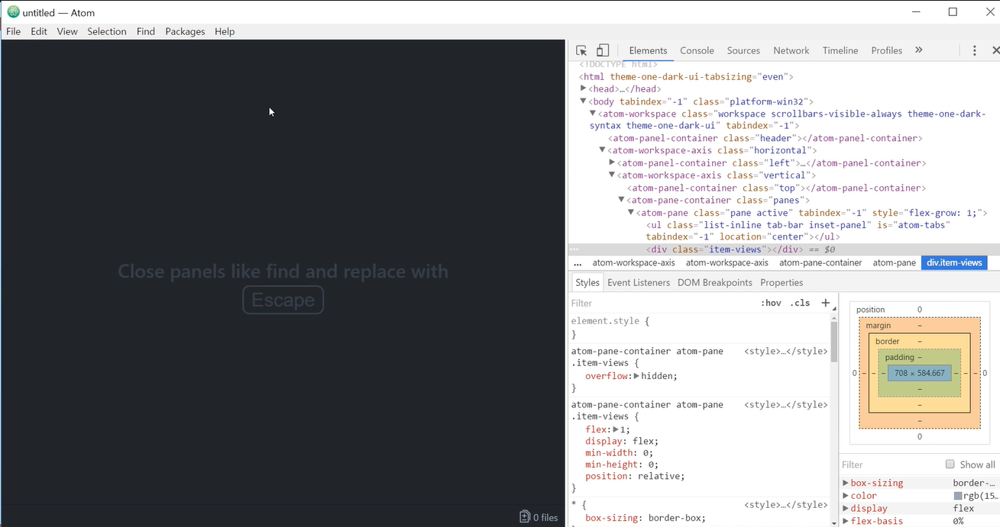 untitled — Atom
File Edit View Selection Find Packages Help
Close panels like find and replace with
Escape
0 files
Elements Console Sources Network Timeline Profiles »
<!DOCTYPE html>
<html theme-one-dark-ui-tabsizing="even">
▶<head>…</head>
▼<body tabindex="-1" class="platform-win32">
▼<atom-workspace class="workspace scrollbars-visible-always theme-one-dark-
syntax theme-one-dark-ui" tabindex="-1">
<atom-panel-container class="header"></atom-panel-container>
▼<atom-workspace-axis class="horizontal">
▶<atom-panel-container class="left">…</atom-panel-container>
▼<atom-workspace-axis class="vertical">
<atom-panel-container class="top"></atom-panel-container>
▼<atom-pane-container class="panes">
▼<atom-pane class="pane active" tabindex="-1" style="flex-grow: 1;">
<ul class="list-inline tab-bar inset-panel" is="atom-tabs"
tabindex="-1" location="center"></ul>
… <div class="item-views"></div> == $0
... atom-workspace-axis atom-workspace-axis atom-pane-container atom-pane div.item-views
Styles Event Listeners DOM Breakpoints Properties
Filter :hov .cls +
element.style {
}
atom-pane-container atom-pane <style>…</style>
.item-views {
overflow:▶hidden;
}
atom-pane-container atom-pane <style>…</style>
.item-views {
flex:▶1;
display: flex;
min-width: 0;
min-height: 0;
position: relative;
}
* { <style>…</style>
box-sizing: border-box;
position 0
margin –
border –
padding –
0 – – – 708 × 584.667 – – – 0
–
–
–
0
Filter Show all
▶box-sizing border-…
▶color rgb(15…
▶display flex
▶flex-basis 0%